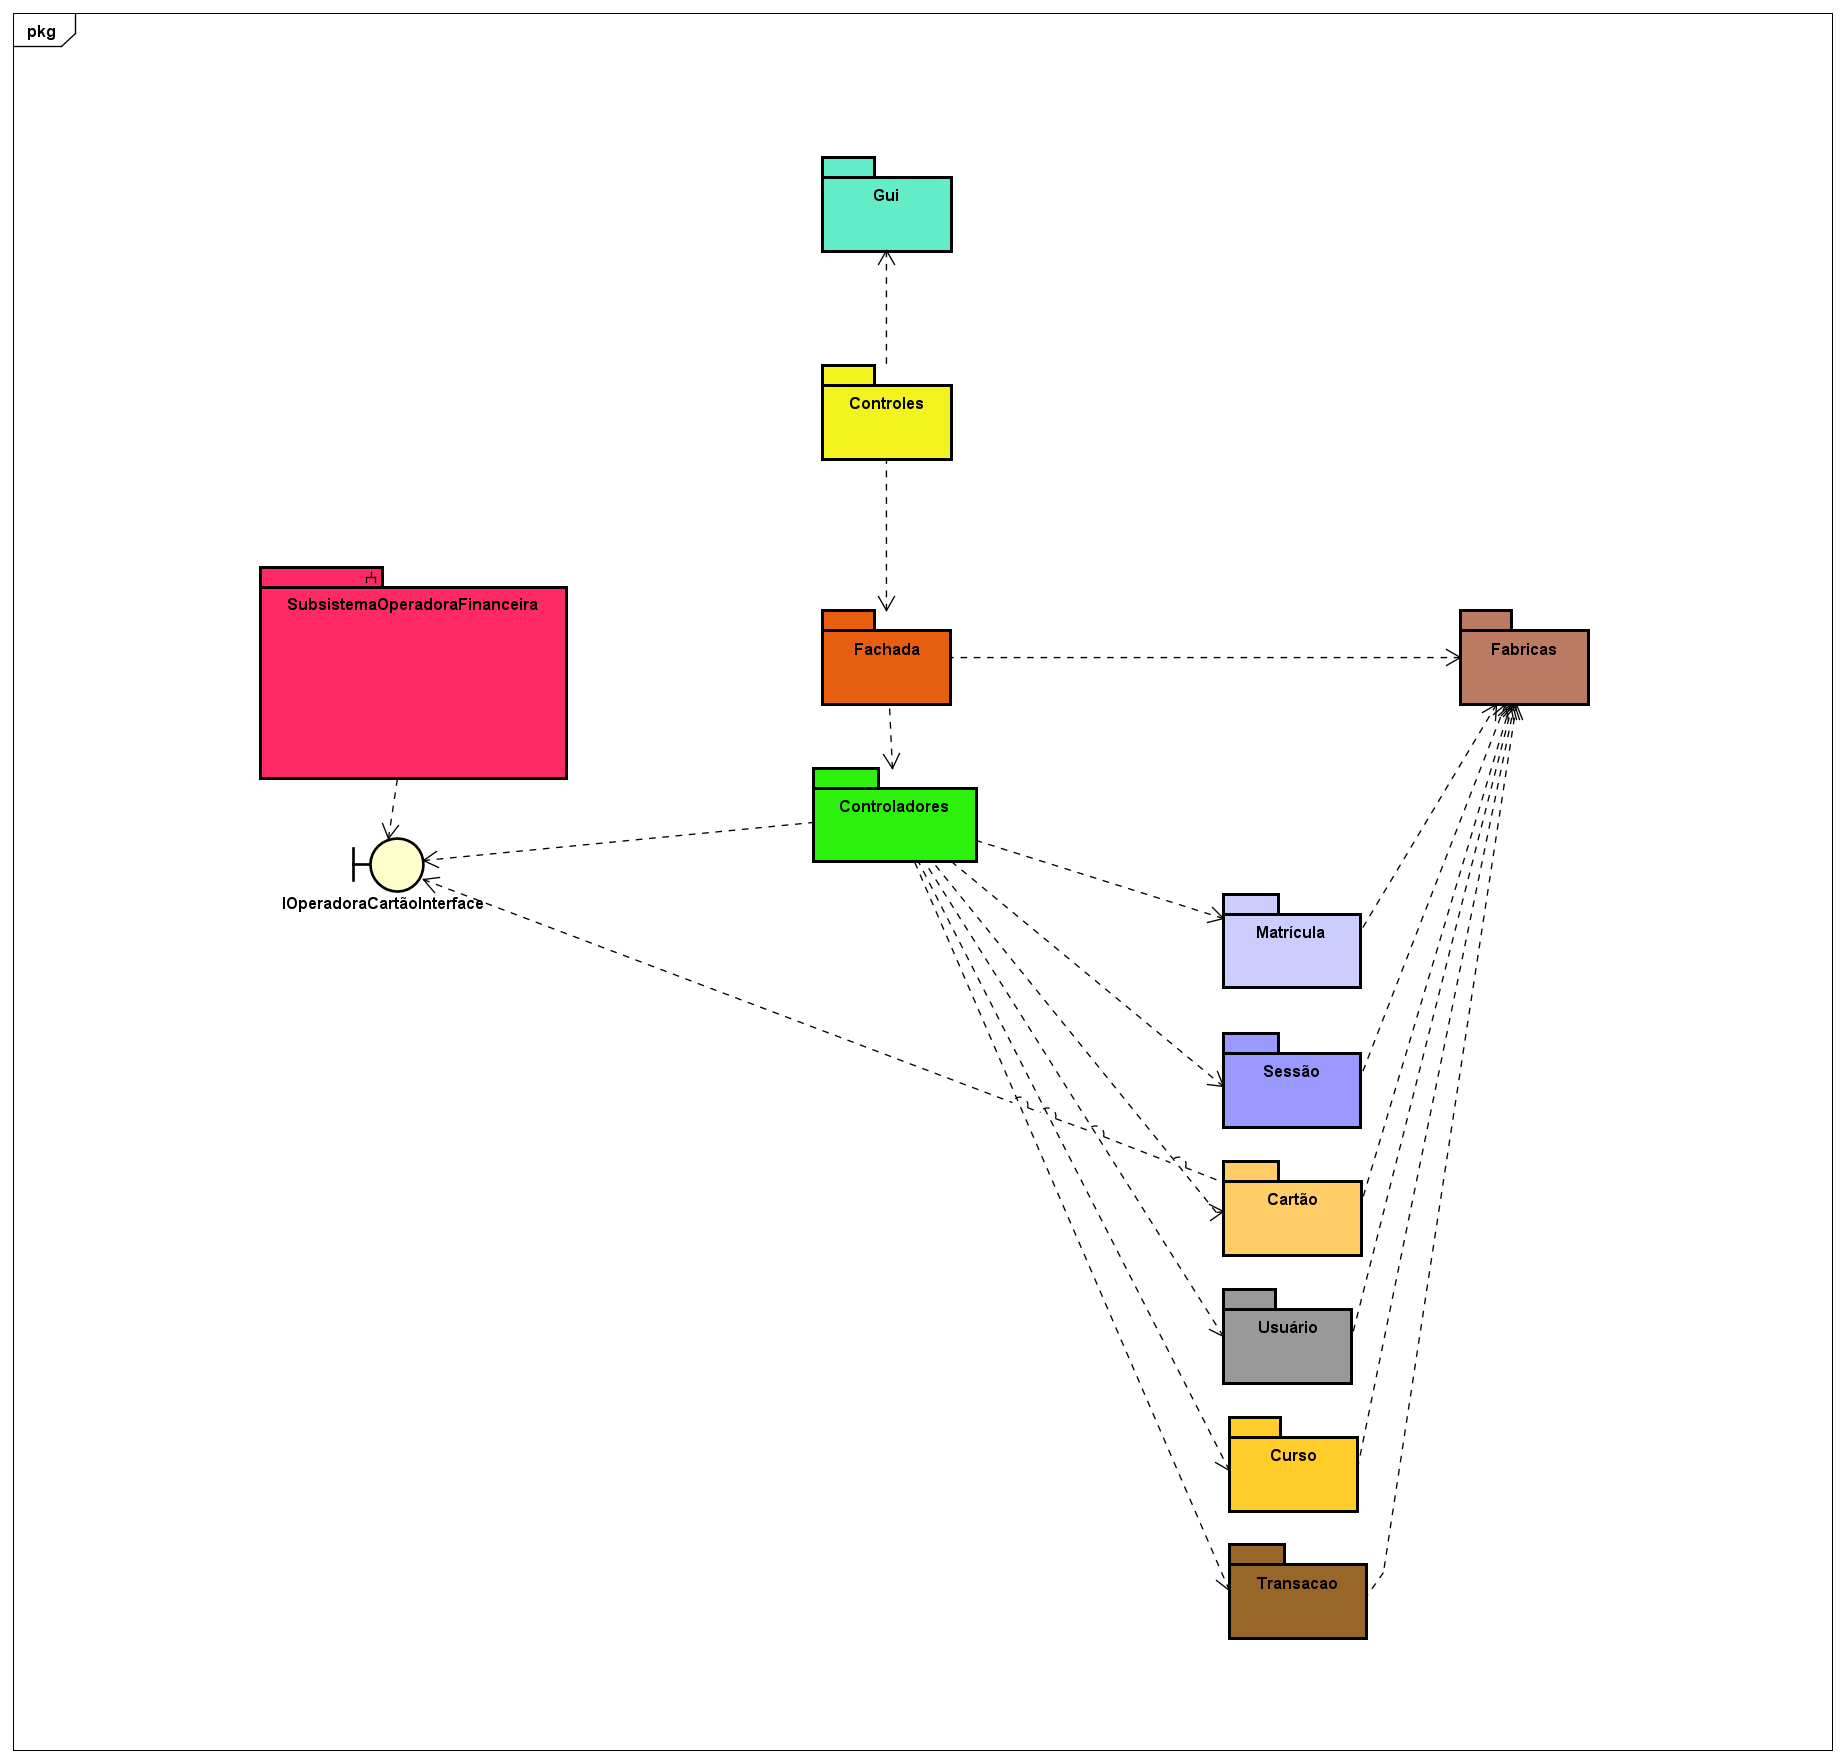 pkg
Gui
Controles
SubsistemaOperadoraFinanceira
Fachada
Fabricas
Controladores
IOperadoraCartãoInterface
Matrícula
Sessão
Cartão
Usuário
Curso
Transacao